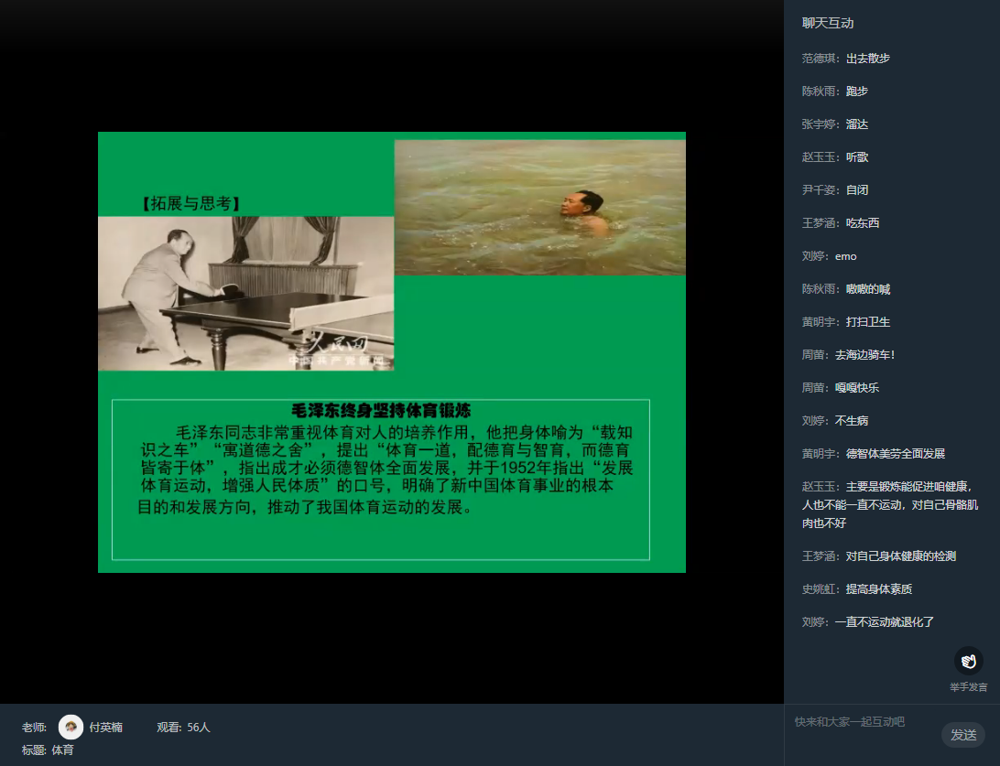 【拓展与思考】
人民网
中国共产党新闻
毛泽东终身坚持体育锻炼
毛泽东同志非常重视体育对人的培养作用，他把身体喻为“载知
识之车”“寓道德之舍”，提出“体育一道，配德育与智育，而德育
皆寄于体”，指出成才必须德智体全面发展，并于1952年指出“发展
体育运动，增强人民体质”的口号，明确了新中国体育事业的根本
目的和发展方向，推动了我国体育运动的发展。
老师: 付英楠 观看: 56人
标题: 体育
聊天互动
范德琪: 出去散步
陈秋雨: 跑步
张宇婷: 溜达
赵玉玉: 听歌
尹千姿: 自闭
王梦涵: 吃东西
刘婷: emo
陈秋雨: 嗷嗷的喊
黄明宇: 打扫卫生
周苗: 去海边骑车!
周苗: 嘎嘎快乐
刘婷: 不生病
黄明宇: 德智体美劳全面发展
赵玉玉: 主要是锻炼能促进咱健康,
人也不能一直不运动, 对自己骨骼肌
肉也不好
王梦涵: 对自己身体健康的检测
史姚虹: 提高身体素质
刘婷: 一直不运动就退化了
举手发言
快来和大家一起互动吧
发送